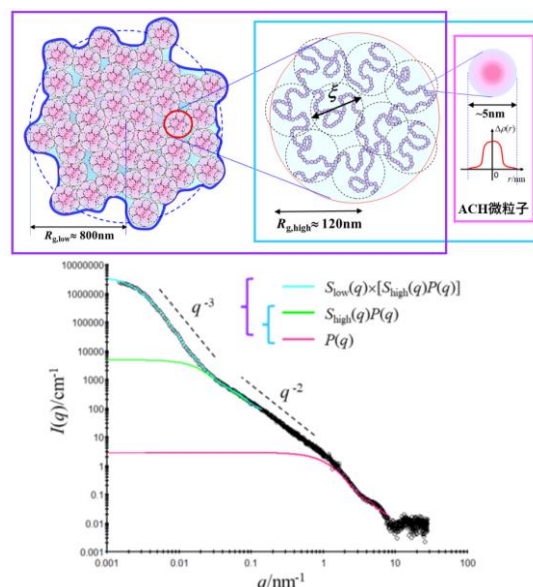 ξ
~5nm
Δρ(r)
0
r/nm
ACH微粒子
R_g,low ≈ 800nm
R_g,high ≈ 120nm
10000000
1000000
100000
10000
1000
100
10
1
0.1
0.01
0.001
q^-3
q^-2
S_low(q)×[S_high(q)P(q)]
S_high(q)P(q)
P(q)
I(q)/cm^-1
0.001
0.01
0.1
1
10
100
q/nm^-1